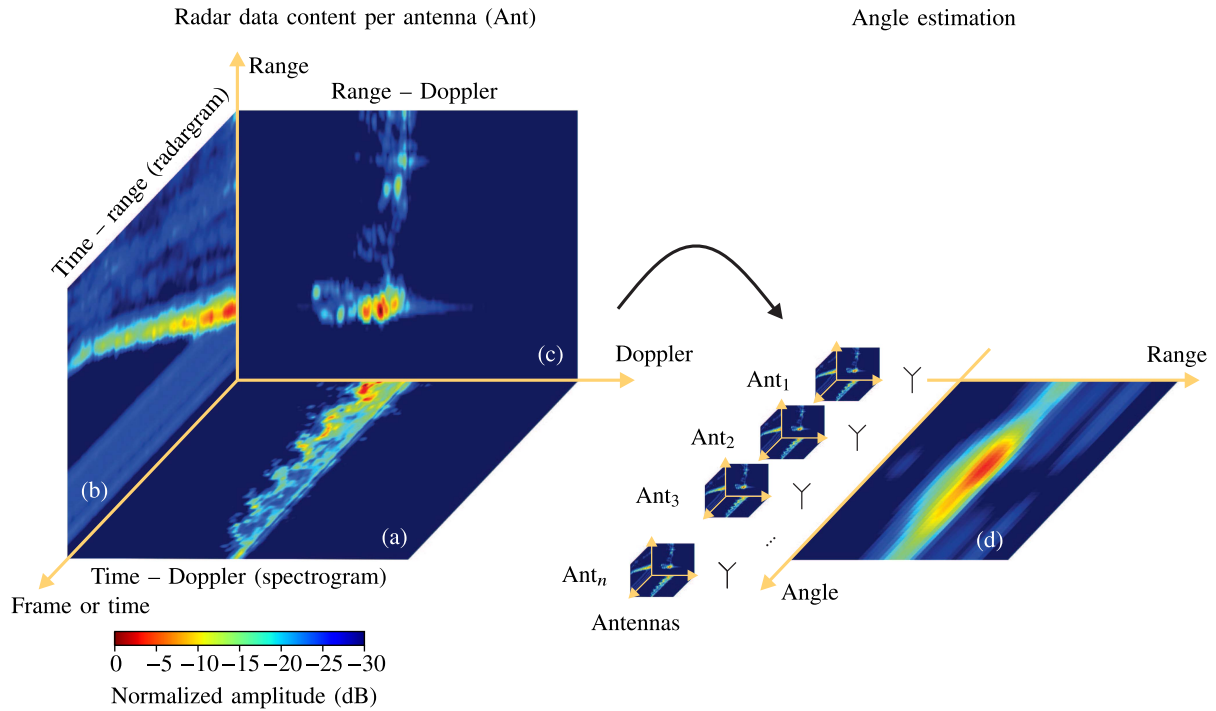 Radar data content per antenna (Ant)
Angle estimation
Range
Range – Doppler
Time – range (radargram)
(c)
Doppler
Range
Ant1
Ant2
(b)
Ant3
(a)
(d)
...
Antn
Time – Doppler (spectrogram)
Angle
Frame or time
Antennas
0 −5 −10 −15 −20 −25 −30
Normalized amplitude (dB)